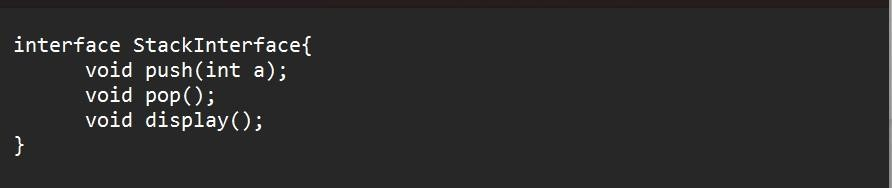 interface StackInterface{
      void push(int a);
      void pop();
      void display();
}